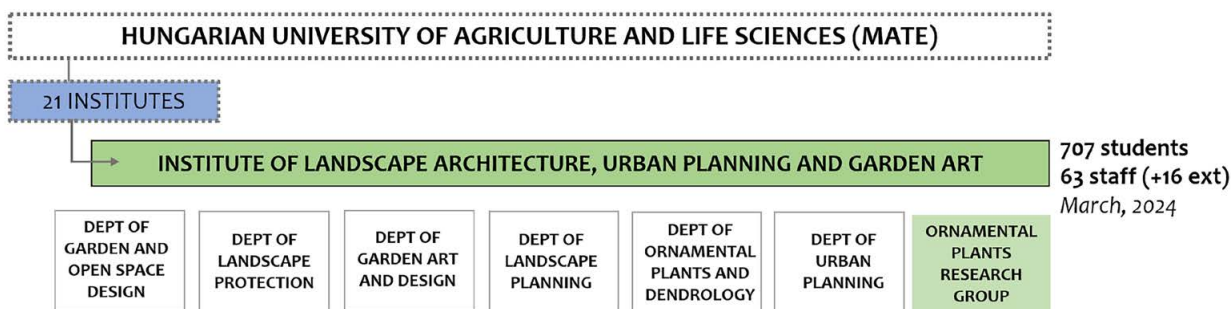 HUNGARIAN UNIVERSITY OF AGRICULTURE AND LIFE SCIENCES (MATE)
21 INSTITUTES
INSTITUTE OF LANDSCAPE ARCHITECTURE, URBAN PLANNING AND GARDEN ART
707 students
63 staff (+16 ext)
March, 2024
DEPT OF
GARDEN AND
OPEN SPACE
DESIGN
DEPT OF
LANDSCAPE
PROTECTION
DEPT OF
GARDEN ART
AND DESIGN
DEPT OF
LANDSCAPE
PLANNING
DEPT OF
ORNAMENTAL
PLANTS AND
DENDROLOGY
DEPT OF
URBAN
PLANNING
ORNAMENTAL
PLANTS
RESEARCH
GROUP